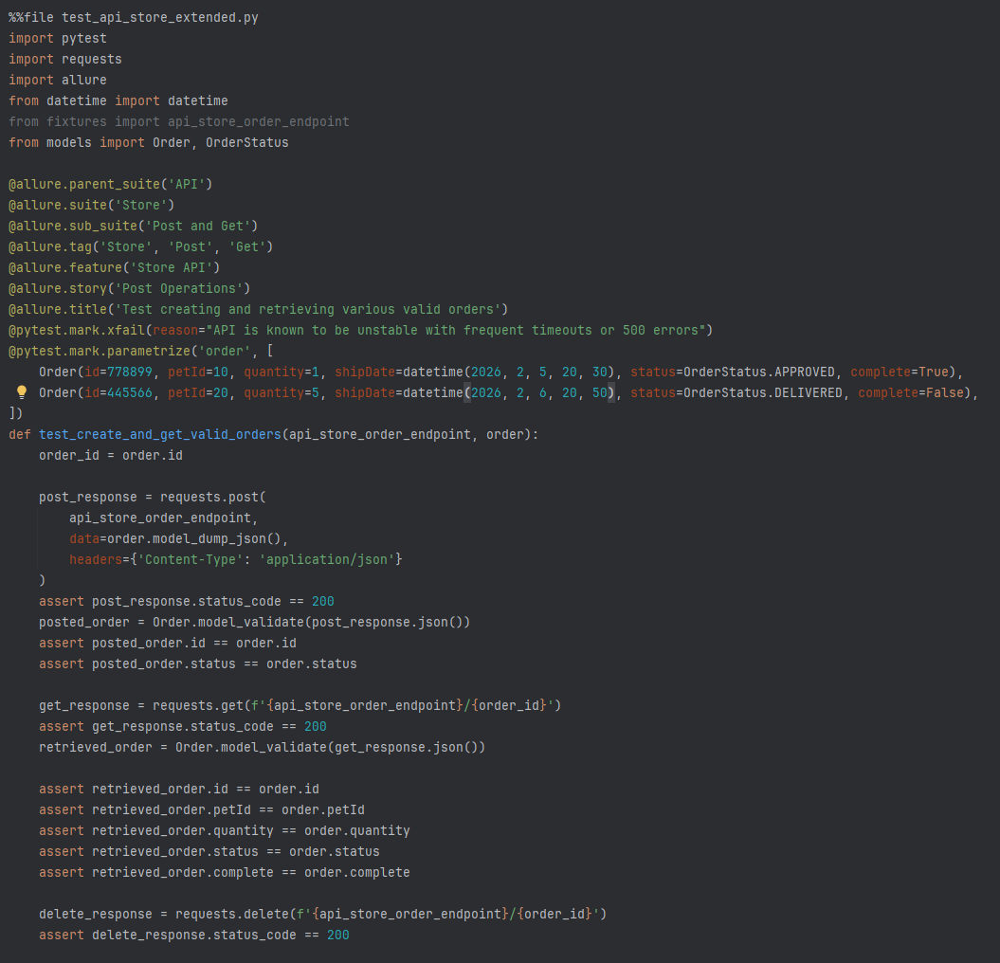 %%file test_api_store_extended.py
import pytest
import requests
import allure
from datetime import datetime
from fixtures import api_store_order_endpoint
from models import Order, OrderStatus

@allure.parent_suite('API')
@allure.suite('Store')
@allure.sub_suite('Post and Get')
@allure.tag('Store', 'Post', 'Get')
@allure.feature('Store API')
@allure.story('Post Operations')
@allure.title('Test creating and retrieving various valid orders')
@pytest.mark.xfail(reason="API is known to be unstable with frequent timeouts or 500 errors")
@pytest.mark.parametrize('order', [
    Order(id=778899, petId=10, quantity=1, shipDate=datetime(2026, 2, 5, 20, 30), status=OrderStatus.APPROVED, complete=True),
    Order(id=445566, petId=20, quantity=5, shipDate=datetime(2026, 2, 6, 20, 50), status=OrderStatus.DELIVERED, complete=False),
])
def test_create_and_get_valid_orders(api_store_order_endpoint, order):
    order_id = order.id

    post_response = requests.post(
        api_store_order_endpoint,
        data=order.model_dump_json(),
        headers={'Content-Type': 'application/json'}
    )
    assert post_response.status_code == 200
    posted_order = Order.model_validate(post_response.json())
    assert posted_order.id == order.id
    assert posted_order.status == order.status

    get_response = requests.get(f'{api_store_order_endpoint}/{order_id}')
    assert get_response.status_code == 200
    retrieved_order = Order.model_validate(get_response.json())

    assert retrieved_order.id == order.id
    assert retrieved_order.petId == order.petId
    assert retrieved_order.quantity == order.quantity
    assert retrieved_order.status == order.status
    assert retrieved_order.complete == order.complete

    delete_response = requests.delete(f'{api_store_order_endpoint}/{order_id}')
    assert delete_response.status_code == 200